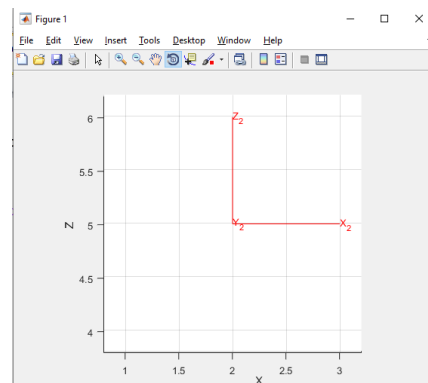 Figure 1
File Edit View Insert Tools Desktop Window Help
6
Z₂
5.5
Z
5
Y₂
X₂
4.5
4
1 1.5 2 2.5 3
X